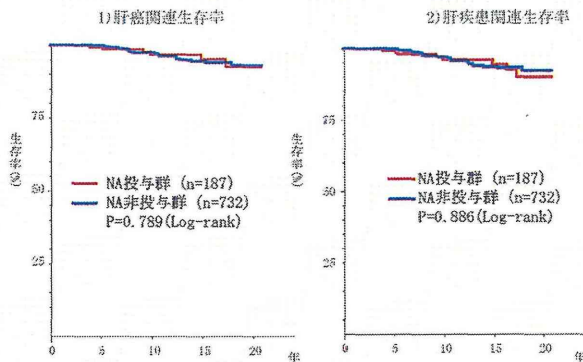 1)肝癌関連生存率
75
50
25
生存率(%)
NA投与群 (n=187)
NA非投与群 (n=732)
P=0.789(Log-rank)
0 5 10 15 20 年
2)肝疾患関連生存率
75
50
25
生存率(%)
NA投与群 (n=187)
NA非投与群 (n=732)
P=0.886(Log-rank)
0 5 10 15 20 年